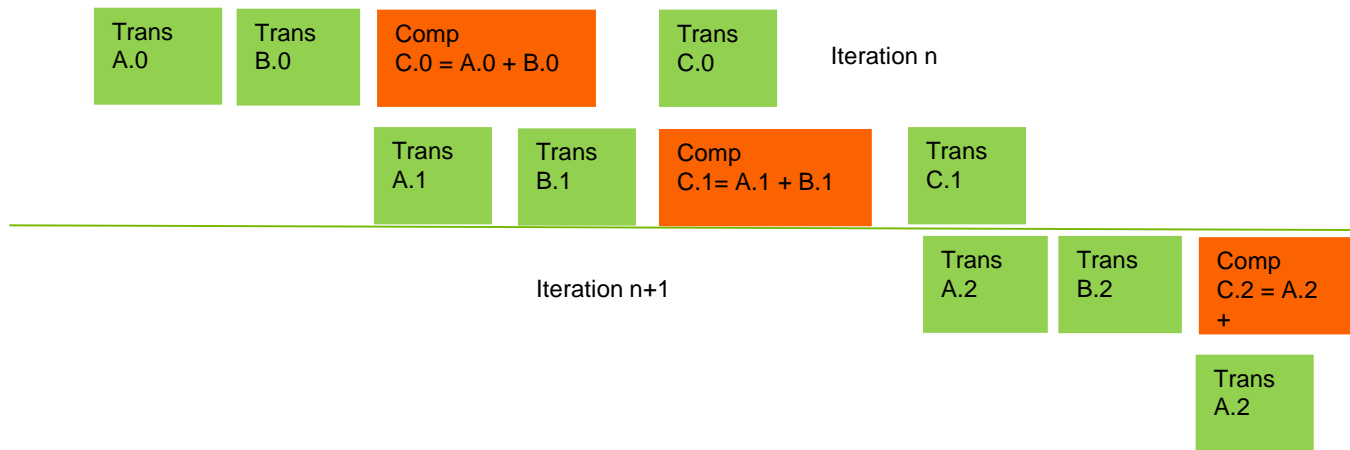 Trans
A.0
Trans
B.0
Comp
C.0 = A.0 + B.0
Trans
C.0
Iteration n
Trans
A.1
Trans
B.1
Comp
C.1= A.1 + B.1
Trans
C.1
Iteration n+1
Trans
A.2
Trans
B.2
Comp
C.2 = A.2
+
Trans
A.2